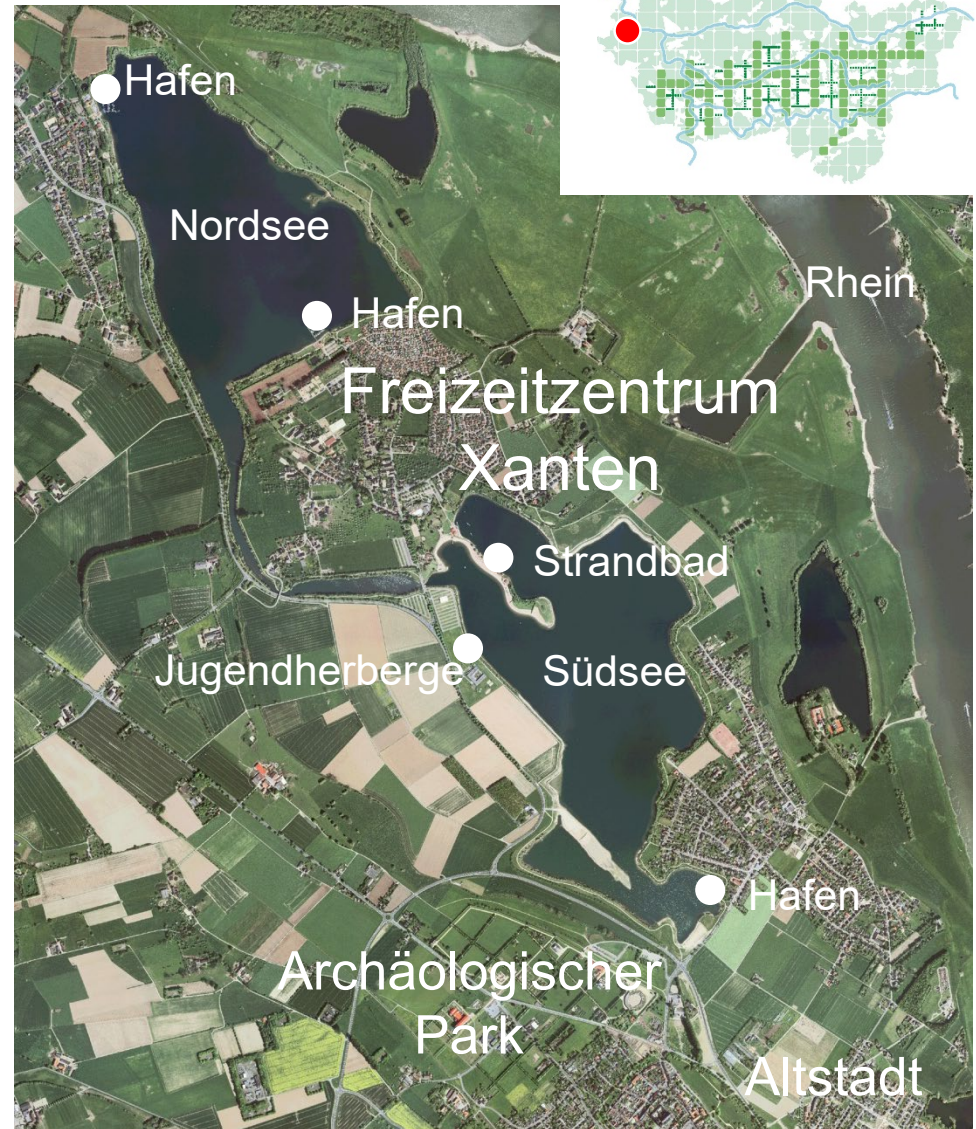 Hafen
Nordsee
Rhein
Hafen
Freizeitzentrum
Xanten
Strandbad
Jugendherberge
Südsee
Hafen
Archäologischer
Park
Altstadt